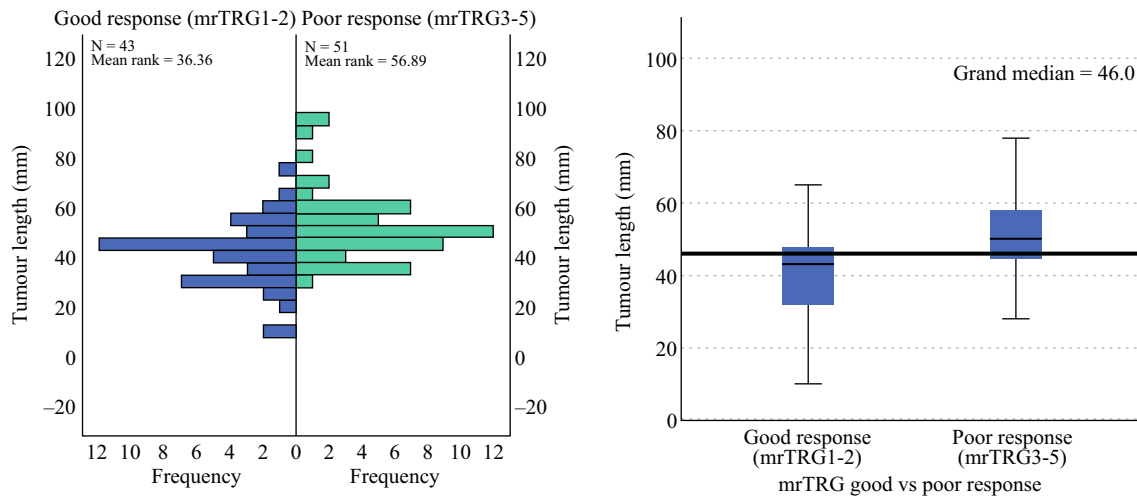 Good response (mrTRG1-2) Poor response (mrTRG3-5)
N = 43
Mean rank = 36.36
N = 51
Mean rank = 56.89
120
100
80
60
40
20
0
–20
Tumour length (mm)
120
100
80
60
40
20
0
–20
Tumour length (mm)
12 10 8 6 4 2 0 2 4 6 8 10 12
Frequency Frequency
Grand median = 46.0
100
80
60
40
20
0
Tumour length (mm)
Good response
(mrTRG1-2)
Poor response
(mrTRG3-5)
mrTRG good vs poor response